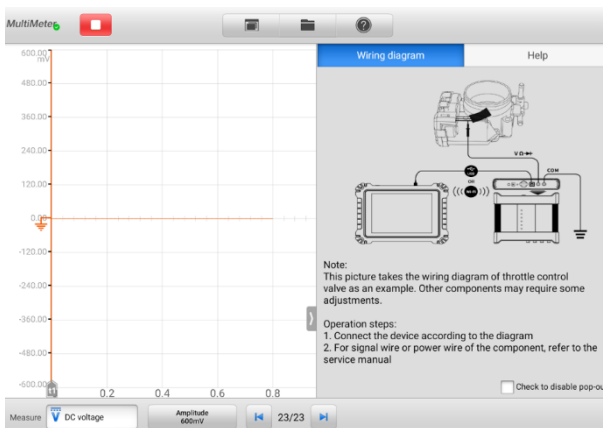 MultiMeter
Wiring diagram
Help
600.00
mV
480.00
360.00
240.00
120.00
0.00
-120.00
-240.00
-360.00
-480.00
-600.00
0.2
0.4
0.6
0.8
V Ω
COM
OR
Note:
This picture takes the wiring diagram of throttle control
valve as an example. Other components may require some
adjustments.
Operation steps:
1. Connect the device according to the diagram
2. For signal wire or power wire of the component, refer to the
service manual
Check to disable pop-ou
Measure
DC voltage
Amplitude
600mV
23/23